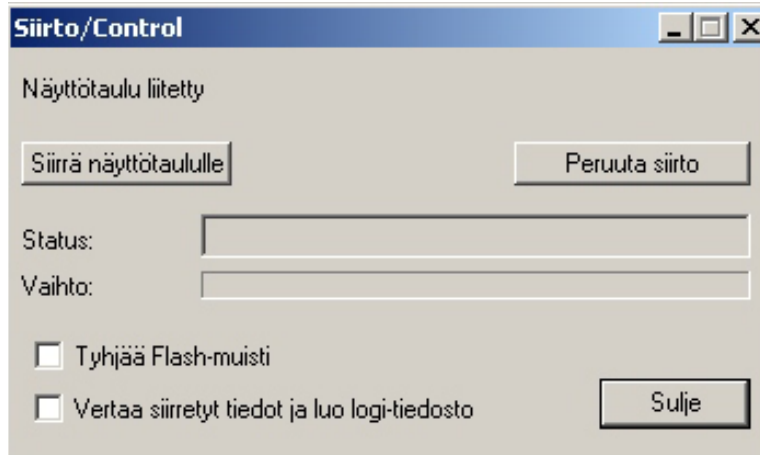 Siirto/Control
Näyttötaulu liitetty
Siirrä näyttötaululle
Peruuta siirto
Status:
Vaihto:
Tyhjää Flash-muisti
Vertaa siirretyt tiedot ja luo logi-tiedosto
Sulje